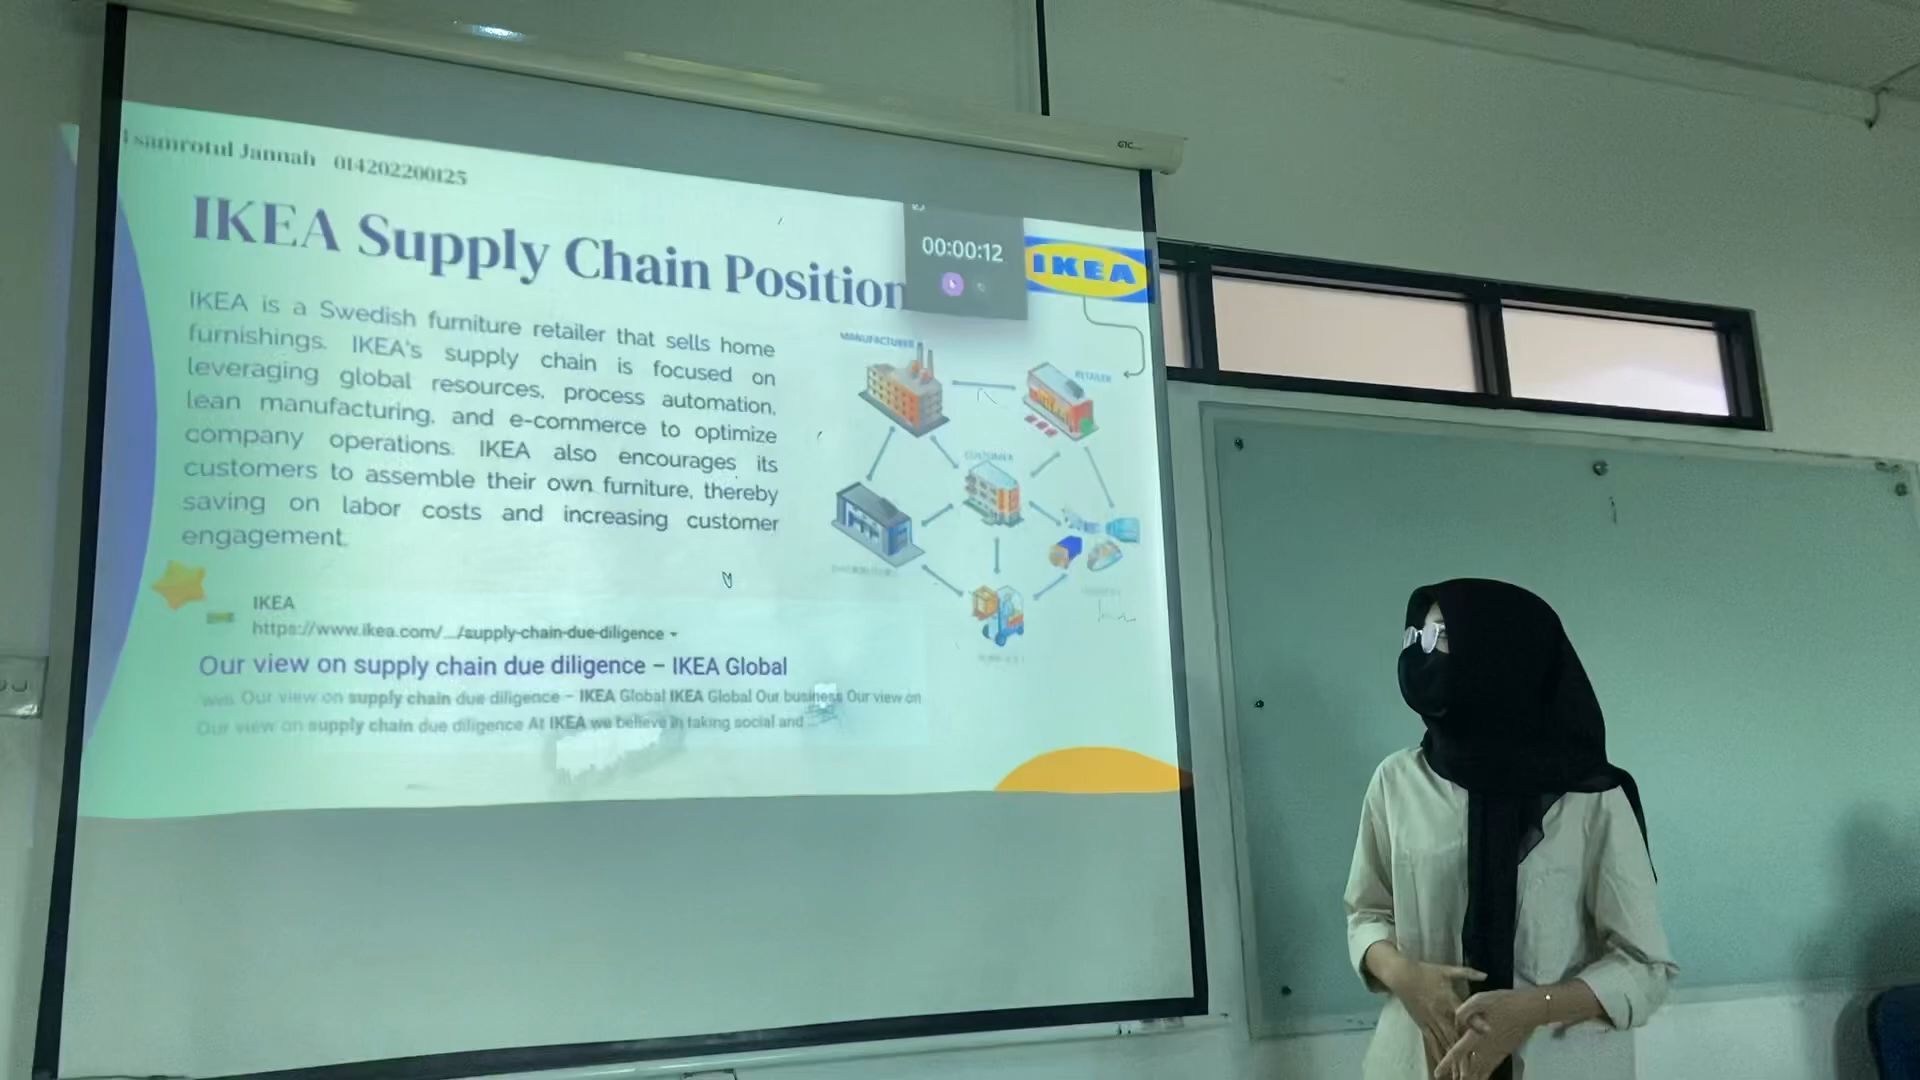 samrotul Jannah 014202200125
IKEA Supply Chain Position
00:00:12
IKEA
IKEA is a Swedish furniture retailer that sells home
furnishings. IKEA's supply chain is focused on
leveraging global resources, process automation,
lean manufacturing, and e-commerce to optimize
company operations. IKEA also encourages its
customers to assemble their own furniture, thereby
saving on labor costs and increasing customer
engagement.
MANUFACTURER
RETAILER
CUSTOMER
IKEA
https://www.ikea.com/.../supply-chain-due-diligence
Our view on supply chain due diligence – IKEA Global
Our view on supply chain due diligence – IKEA Global IKEA Global Our business Our view on
Our view on supply chain due diligence At IKEA we believe in taking social and